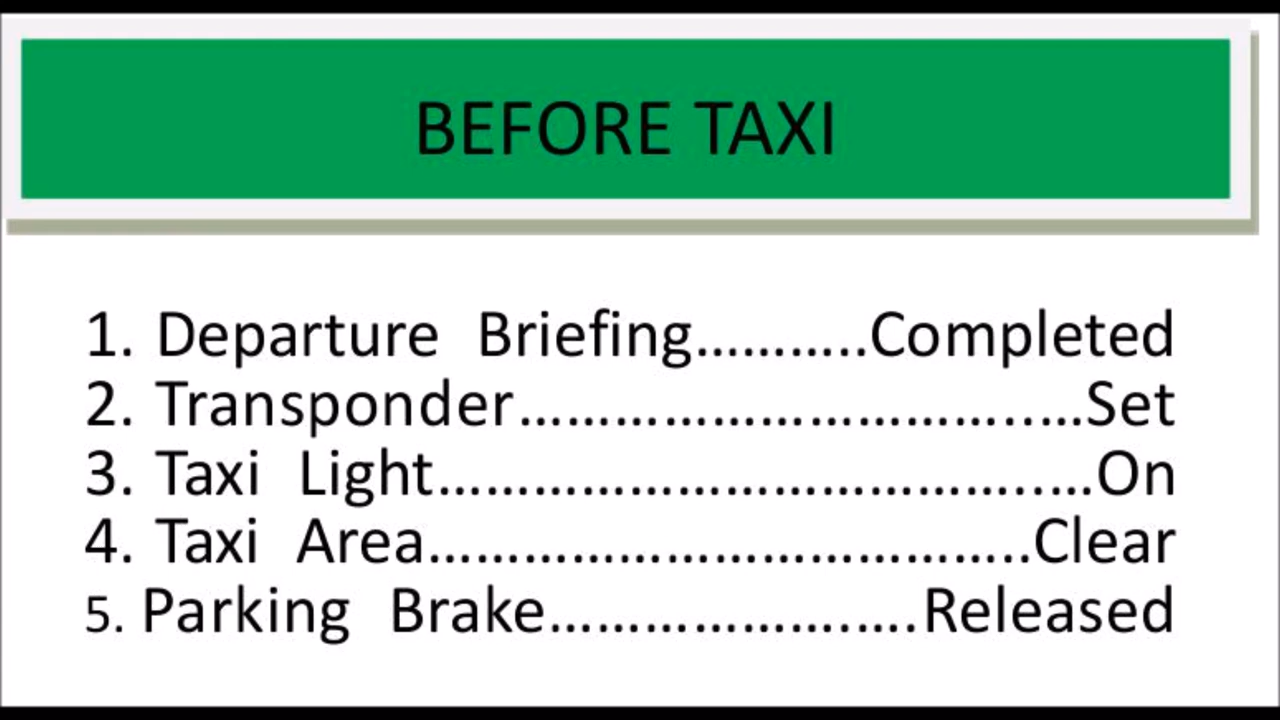 BEFORE TAXI
1. Departure Briefing………..Completed
2. Transponder…………………………..…Set
3. Taxi Light………………………………..…On
4. Taxi Area………………………………..Clear
5. Parking Brake……………….….Released